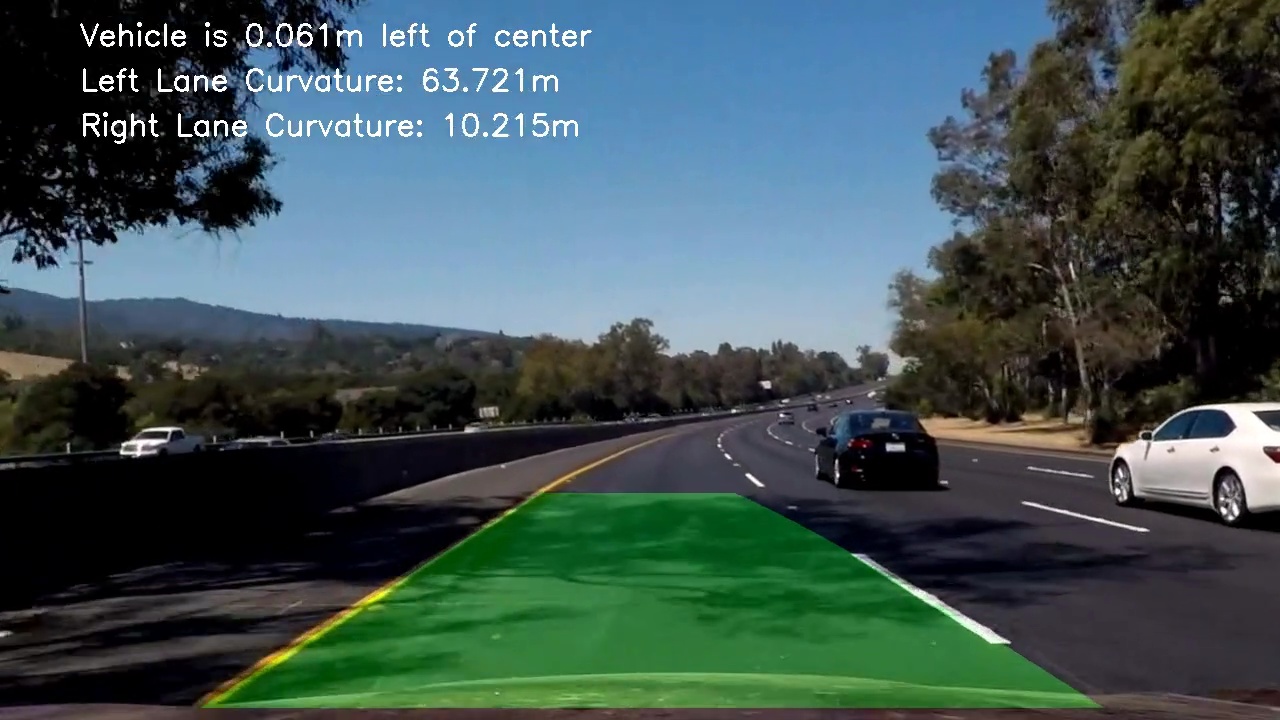 Vehicle is 0.061m left of center
Left Lane Curvature: 63.721m
Right Lane Curvature: 10.215m